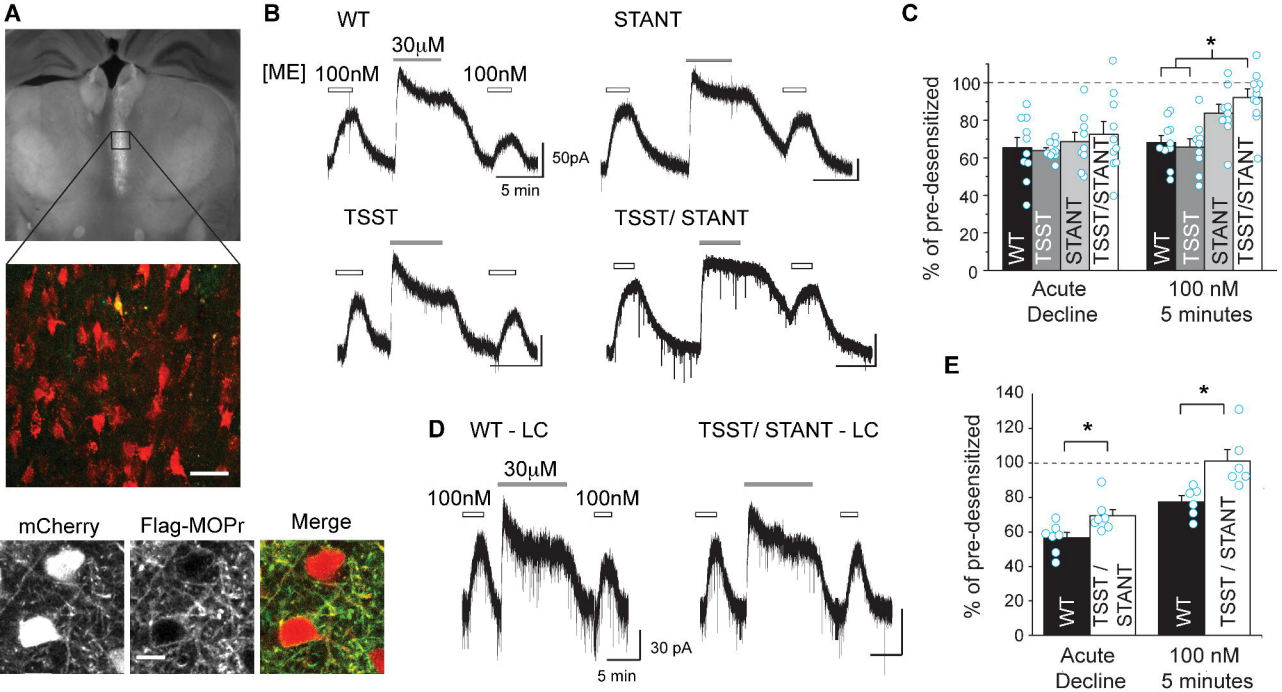 A
mCherry
Flag-MOPr
Merge
B
WT
STANT
[ME]
30μM
100nM
100nM
50pA
5 min
TSST
TSST/ STANT
C
% of pre-desensitized
100
80
60
40
20
0
WT
TSST
STANT
TSST/STANT
WT
TSST
STANT
TSST/STANT
*
Acute
Decline
100 nM
5 minutes
D
WT - LC
TSST/ STANT - LC
30μM
100nM
100nM
30 pA
5 min
E
% of pre-desensitized
140
120
100
80
60
40
20
0
*
*
WT
TSST /
STANT
WT
TSST / STANT
Acute
Decline
100 nM
5 minutes